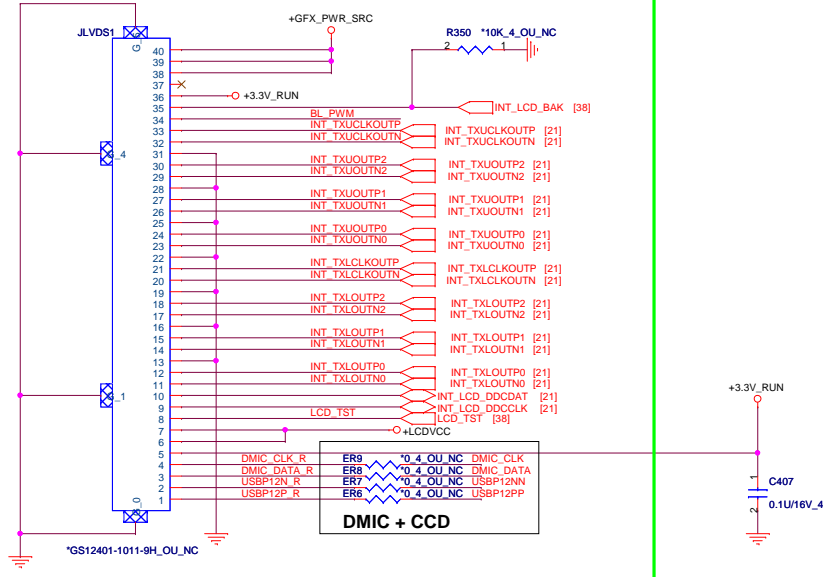 +GFX_PWR_SRC
JLVDS1
R350 *10K_4_OU_NC
2 1
40
39
38
37
36 +3.3V_RUN
35 INT_LCD_BAK [38]
34 BL_PWM
33 INT_TXUCLKOUTP INT_TXUCLKOUTP [21]
32 INT_TXUCLKOUTN INT_TXUCLKOUTN [21]
31
G_4
30 INT_TXUOUTP2 INT_TXUOUTP2 [21]
29 INT_TXUOUTN2 INT_TXUOUTN2 [21]
28
27 INT_TXUOUTP1 INT_TXUOUTP1 [21]
26 INT_TXUOUTN1 INT_TXUOUTN1 [21]
25
24 INT_TXUOUTP0 INT_TXUOUTP0 [21]
23 INT_TXUOUTN0 INT_TXUOUTN0 [21]
22
21 INT_TXLCLKOUTP INT_TXLCLKOUTP [21]
20 INT_TXLCLKOUTN INT_TXLCLKOUTN [21]
19
18 INT_TXLOUTP2 INT_TXLOUTP2 [21]
17 INT_TXLOUTN2 INT_TXLOUTN2 [21]
16
15 INT_TXLOUTP1 INT_TXLOUTP1 [21]
14 INT_TXLOUTN1 INT_TXLOUTN1 [21]
13
12 INT_TXLOUTP0 INT_TXLOUTP0 [21]
11 INT_TXLOUTN0 INT_TXLOUTN0 [21]
G_1
10 INT_LCD_DDCDAT [21]
9 INT_LCD_DDCCLK [21]
8 LCD_TST LCD_TST [38]
7 +LCDVCC
6
5
4 DMIC_CLK_R ER9 *0_4_OU_NC DMIC_CLK
3 DMIC_DATA_R ER8 *0_4_OU_NC DMIC_DATA
2 USBP12N_R ER7 *0_4_OU_NC USBP12NN
1 USBP12P_R ER6 *0_4_OU_NC USBP12PP
G_0
DMIC + CCD
*GS12401-1011-9H_OU_NC
+3.3V_RUN
1
C407
0.1U/16V_4
2